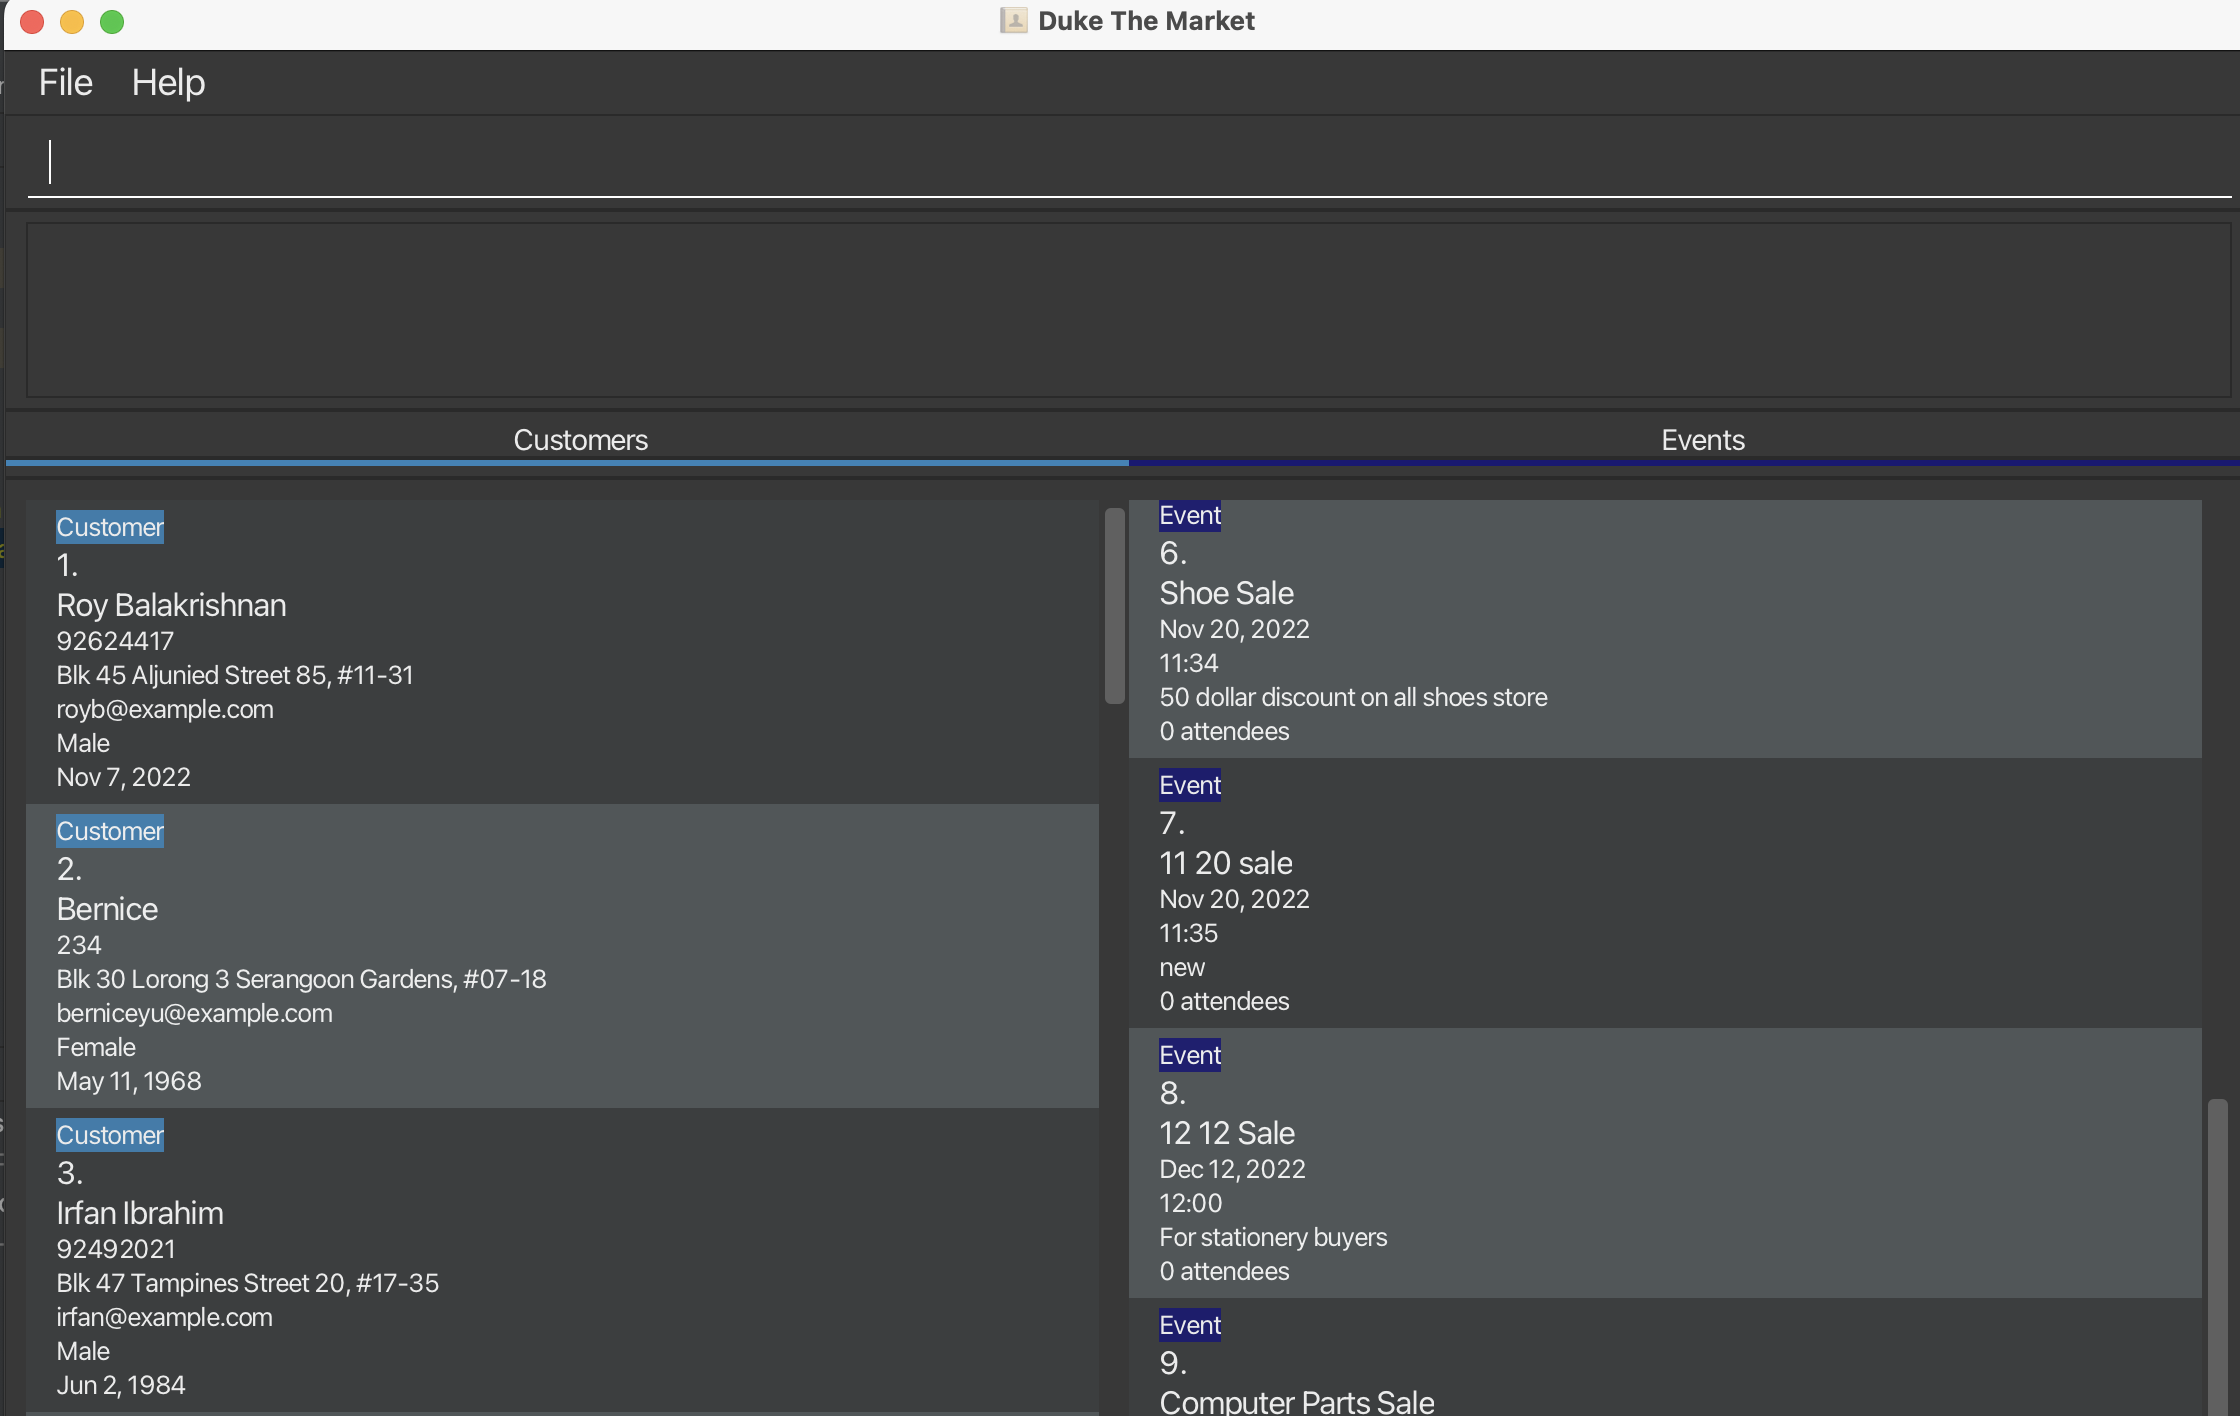 Duke The Market
File Help
Customers
Events
Customer
1.
Roy Balakrishnan
92624417
Blk 45 Aljunied Street 85, #11-31
royb@example.com
Male
Nov 7, 2022
Customer
2.
Bernice
234
Blk 30 Lorong 3 Serangoon Gardens, #07-18
berniceyu@example.com
Female
May 11, 1968
Customer
3.
Irfan Ibrahim
92492021
Blk 47 Tampines Street 20, #17-35
irfan@example.com
Male
Jun 2, 1984
Event
6.
Shoe Sale
Nov 20, 2022
11:34
50 dollar discount on all shoes store
0 attendees
Event
7.
11 20 sale
Nov 20, 2022
11:35
new
0 attendees
Event
8.
12 12 Sale
Dec 12, 2022
12:00
For stationery buyers
0 attendees
Event
9.
Computer Parts Sale